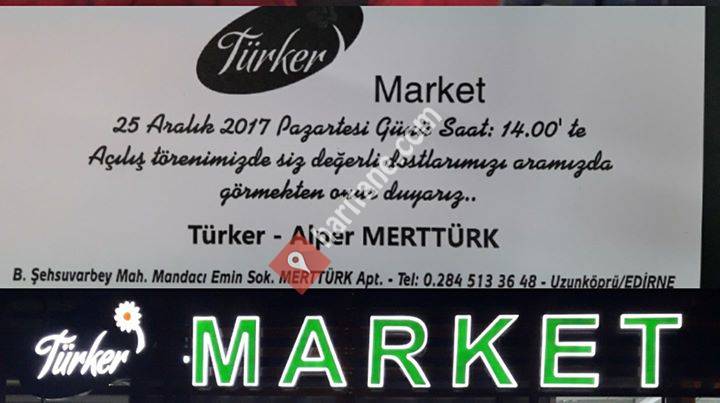 Türker
Market
25 Aralık 2017 Pazartesi Günü Saat: 14.00' te
Açılış törenimizde siz değerli dostlarımızı aramızda
görmekten onur duyarız..
Türker - Alper MERTTÜRK
B. Şehsuvarbey Mah. Mandacı Emin Sok. MERTTÜRK Apt. - Tel: 0.284 513 36 48 - Uzunköprü/EDİRNE
Türker MARKET
barhane.com